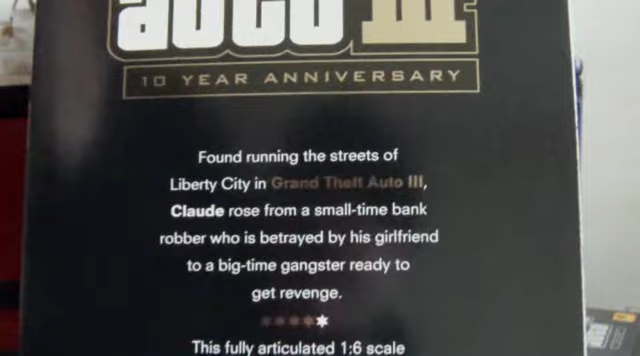 auto III
10 YEAR ANNIVERSARY
Found running the streets of
Liberty City in Grand Theft Auto III,
Claude rose from a small-time bank
robber who is betrayed by his girlfriend
to a big-time gangster ready to
get revenge.
This fully articulated 1:6 scale